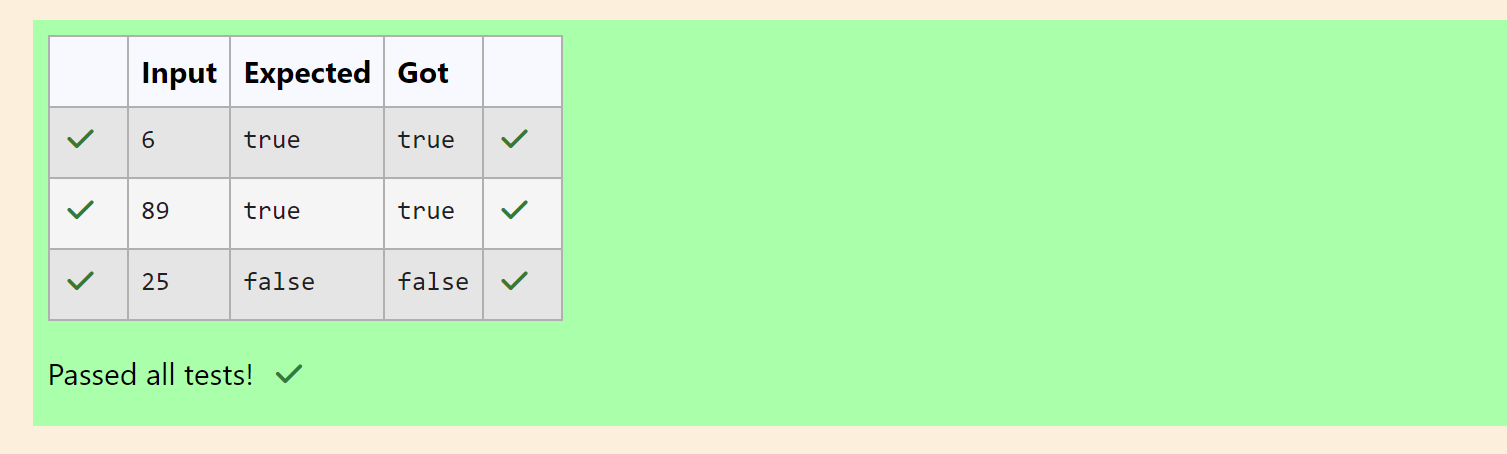 Input Expected Got
6 true true
89 true true
25 false false
Passed all tests!